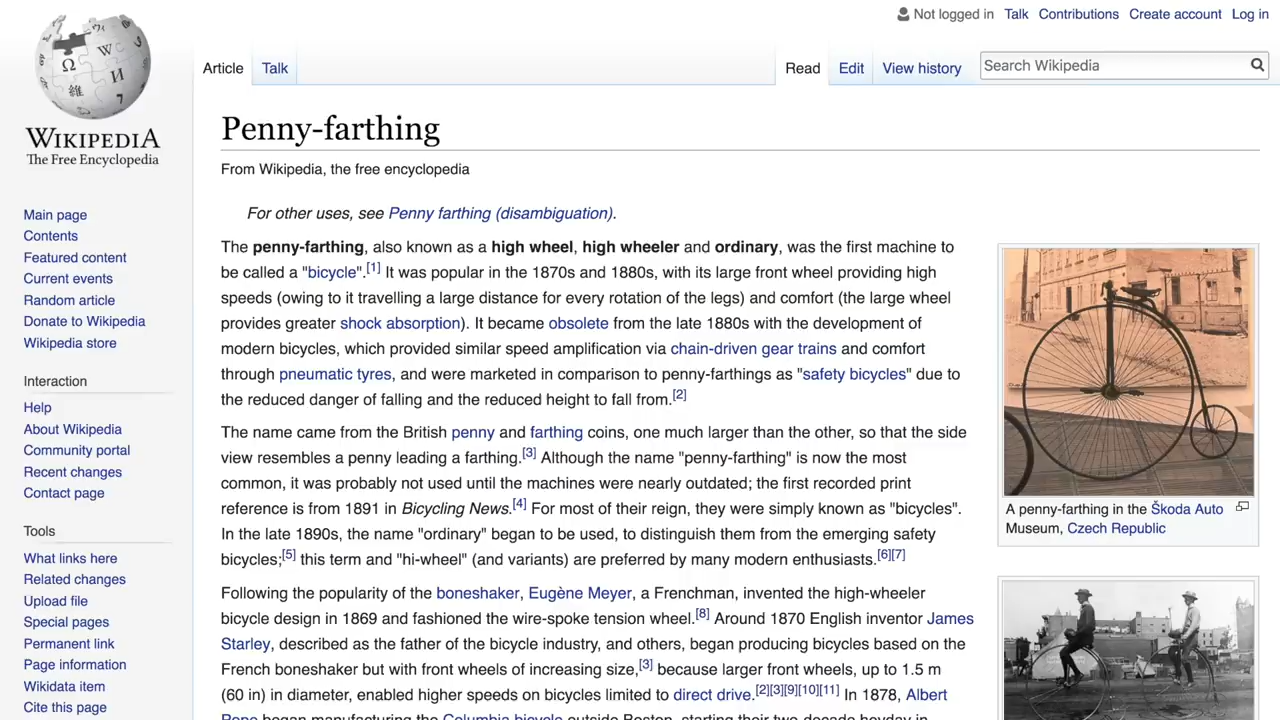 Not logged in Talk Contributions Create account Log in
Article Talk Read Edit View history Search Wikipedia
WIKIPEDIA
The Free Encyclopedia
Main page
Contents
Featured content
Current events
Random article
Donate to Wikipedia
Wikipedia store
Interaction
Help
About Wikipedia
Community portal
Recent changes
Contact page
Tools
What links here
Related changes
Upload file
Special pages
Permanent link
Page information
Wikidata item
Cite this page
Penny-farthing
From Wikipedia, the free encyclopedia
For other uses, see Penny farthing (disambiguation).
The penny-farthing, also known as a high wheel, high wheeler and ordinary, was the first machine to
be called a "bicycle".[1] It was popular in the 1870s and 1880s, with its large front wheel providing high
speeds (owing to it travelling a large distance for every rotation of the legs) and comfort (the large wheel
provides greater shock absorption). It became obsolete from the late 1880s with the development of
modern bicycles, which provided similar speed amplification via chain-driven gear trains and comfort
through pneumatic tyres, and were marketed in comparison to penny-farthings as "safety bicycles" due to
the reduced danger of falling and the reduced height to fall from.[2]
The name came from the British penny and farthing coins, one much larger than the other, so that the side
view resembles a penny leading a farthing.[3] Although the name "penny-farthing" is now the most
common, it was probably not used until the machines were nearly outdated; the first recorded print
reference is from 1891 in Bicycling News.[4] For most of their reign, they were simply known as "bicycles".
In the late 1890s, the name "ordinary" began to be used, to distinguish them from the emerging safety
bicycles;[5] this term and "hi-wheel" (and variants) are preferred by many modern enthusiasts.[6][7]
Following the popularity of the boneshaker, Eugène Meyer, a Frenchman, invented the high-wheeler
bicycle design in 1869 and fashioned the wire-spoke tension wheel.[8] Around 1870 English inventor James
Starley, described as the father of the bicycle industry, and others, began producing bicycles based on the
French boneshaker but with front wheels of increasing size,[3] because larger front wheels, up to 1.5 m
(60 in) in diameter, enabled higher speeds on bicycles limited to direct drive.[2][3][9][10][11] In 1878, Albert
Pope began manufacturing the Columbia bicycle outside Boston, starting their two-decade heyday in
A penny-farthing in the Škoda Auto
Museum, Czech Republic